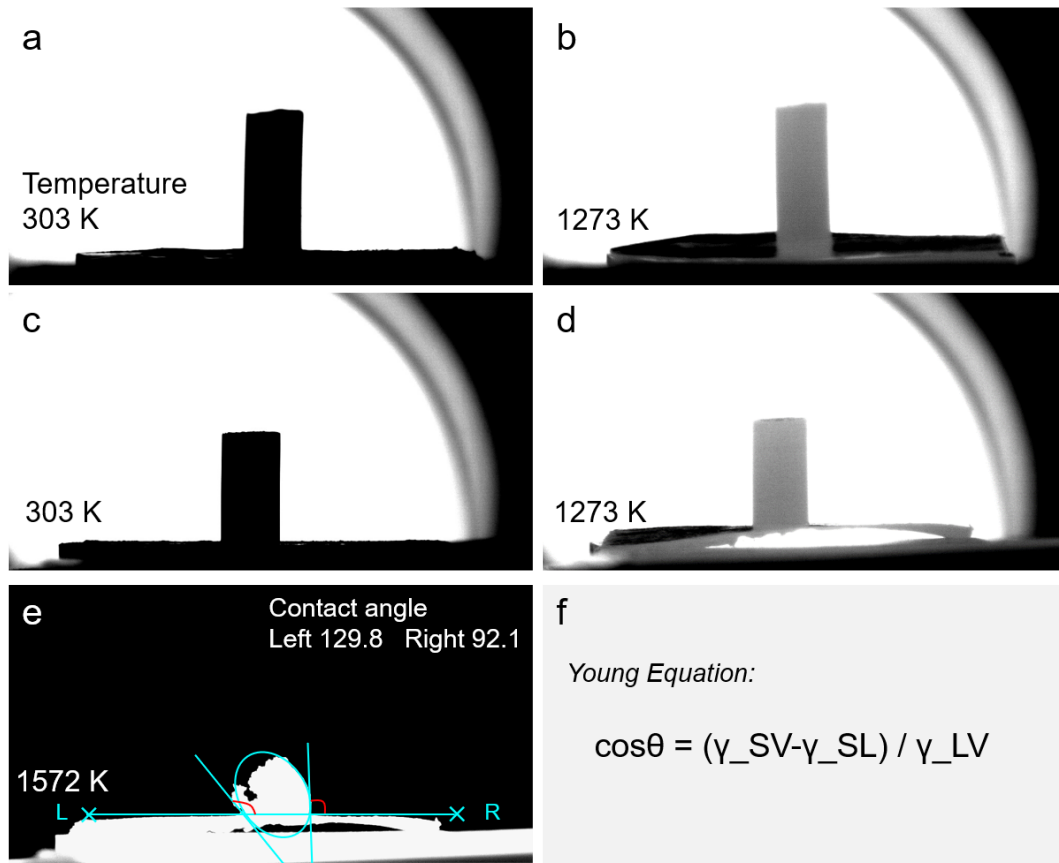 a
Temperature
303 K
b
1273 K
c
303 K
d
1273 K
e
Contact angle
Left 129.8 Right 92.1
1572 K
L
R
f
Young Equation:
cosθ = (γ_SV-γ_SL) / γ_LV